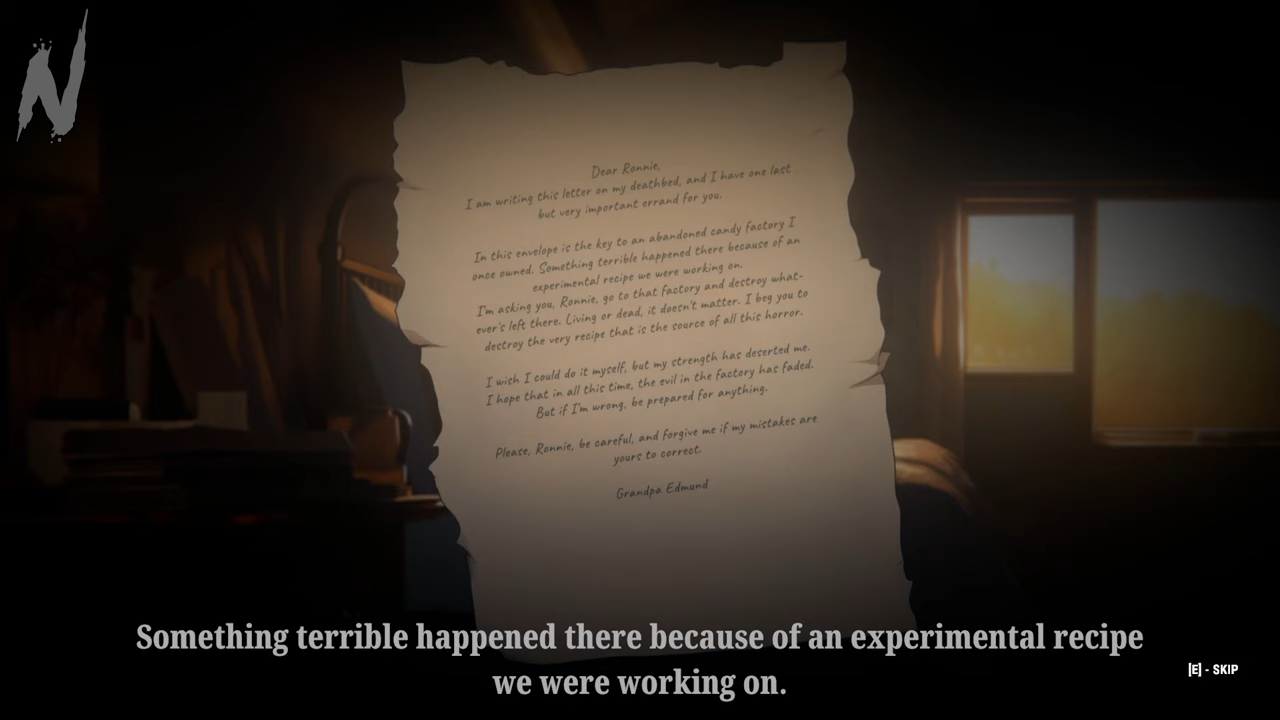 N
Dear Ronnie,
I am writing this letter on my deathbed, and I have one last
but very important errand for you.
In this envelope is the key to an abandoned candy factory I
once owned. Something terrible happened there because of an
experimental recipe we were working on.
I'm asking you, Ronnie, go to that factory and destroy what-
ever's left there. Living or dead, it doesn't matter. I beg you to
destroy the very recipe that is the source of all this horror.
I wish I could do it myself, but my strength has deserted me.
I hope that in all this time, the evil in the factory has faded.
But if I'm wrong, be prepared for anything.
Please, Ronnie, be careful, and forgive me if my mistakes are
yours to correct.
Grandpa Edmund
Something terrible happened there because of an experimental recipe
we were working on.
[E] - SKIP